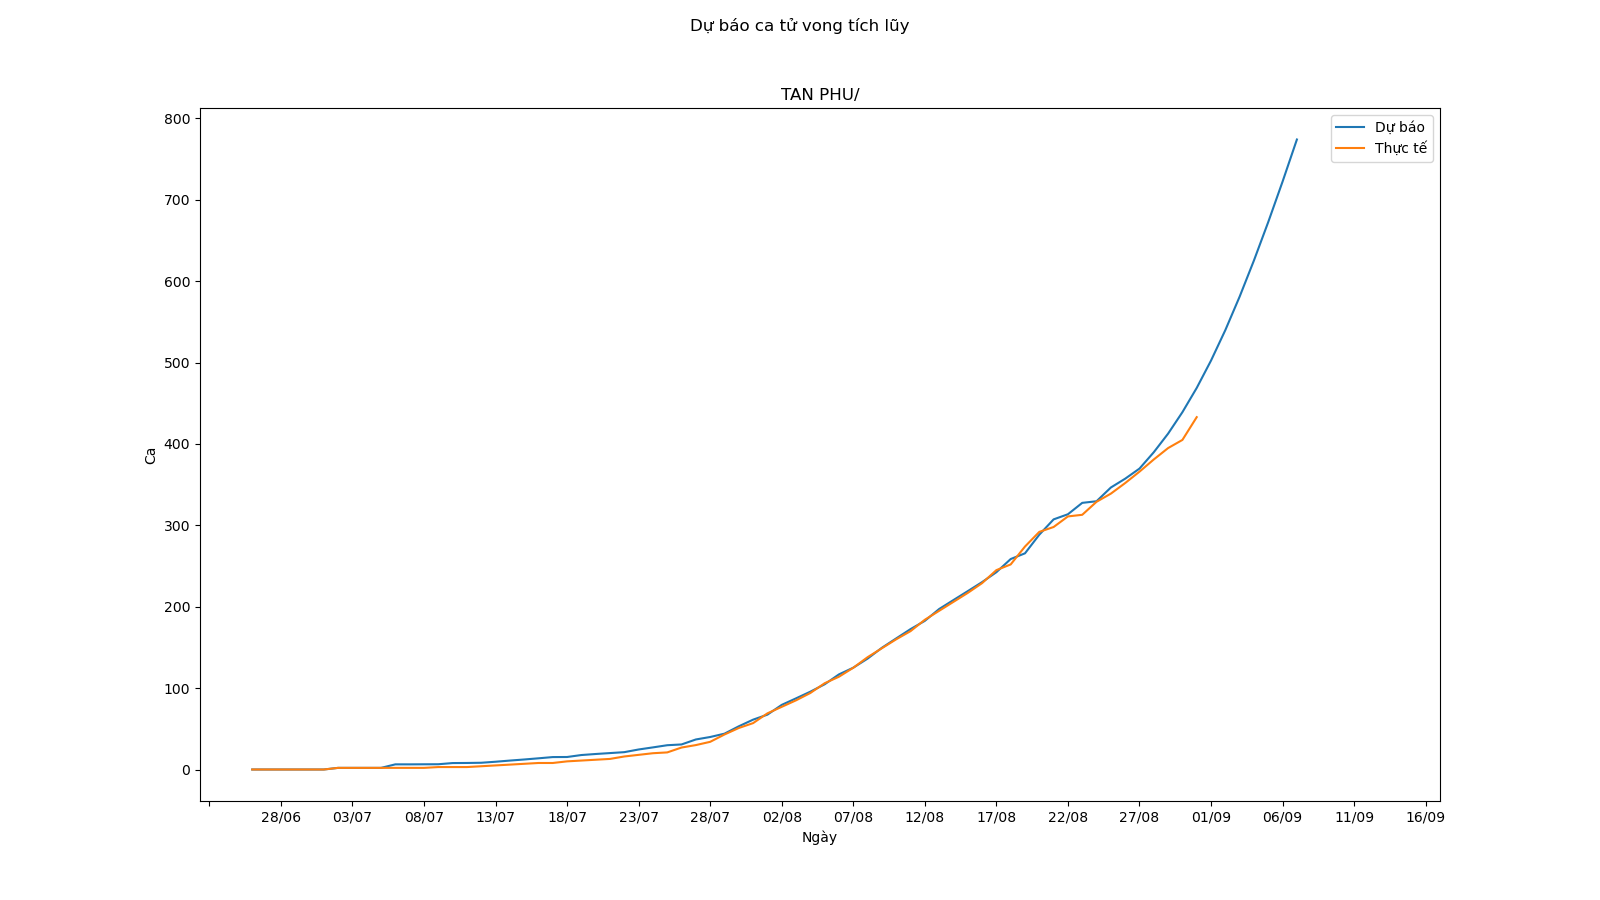 Dự báo ca tử vong tích lũy
TAN PHU/
Dự báo
Thực tế
800
700
600
500
400
300
200
100
0
Ca
28/06 03/07 08/07 13/07 18/07 23/07 28/07 02/08 07/08 12/08 17/08 22/08 27/08 01/09 06/09 11/09 16/09
Ngày